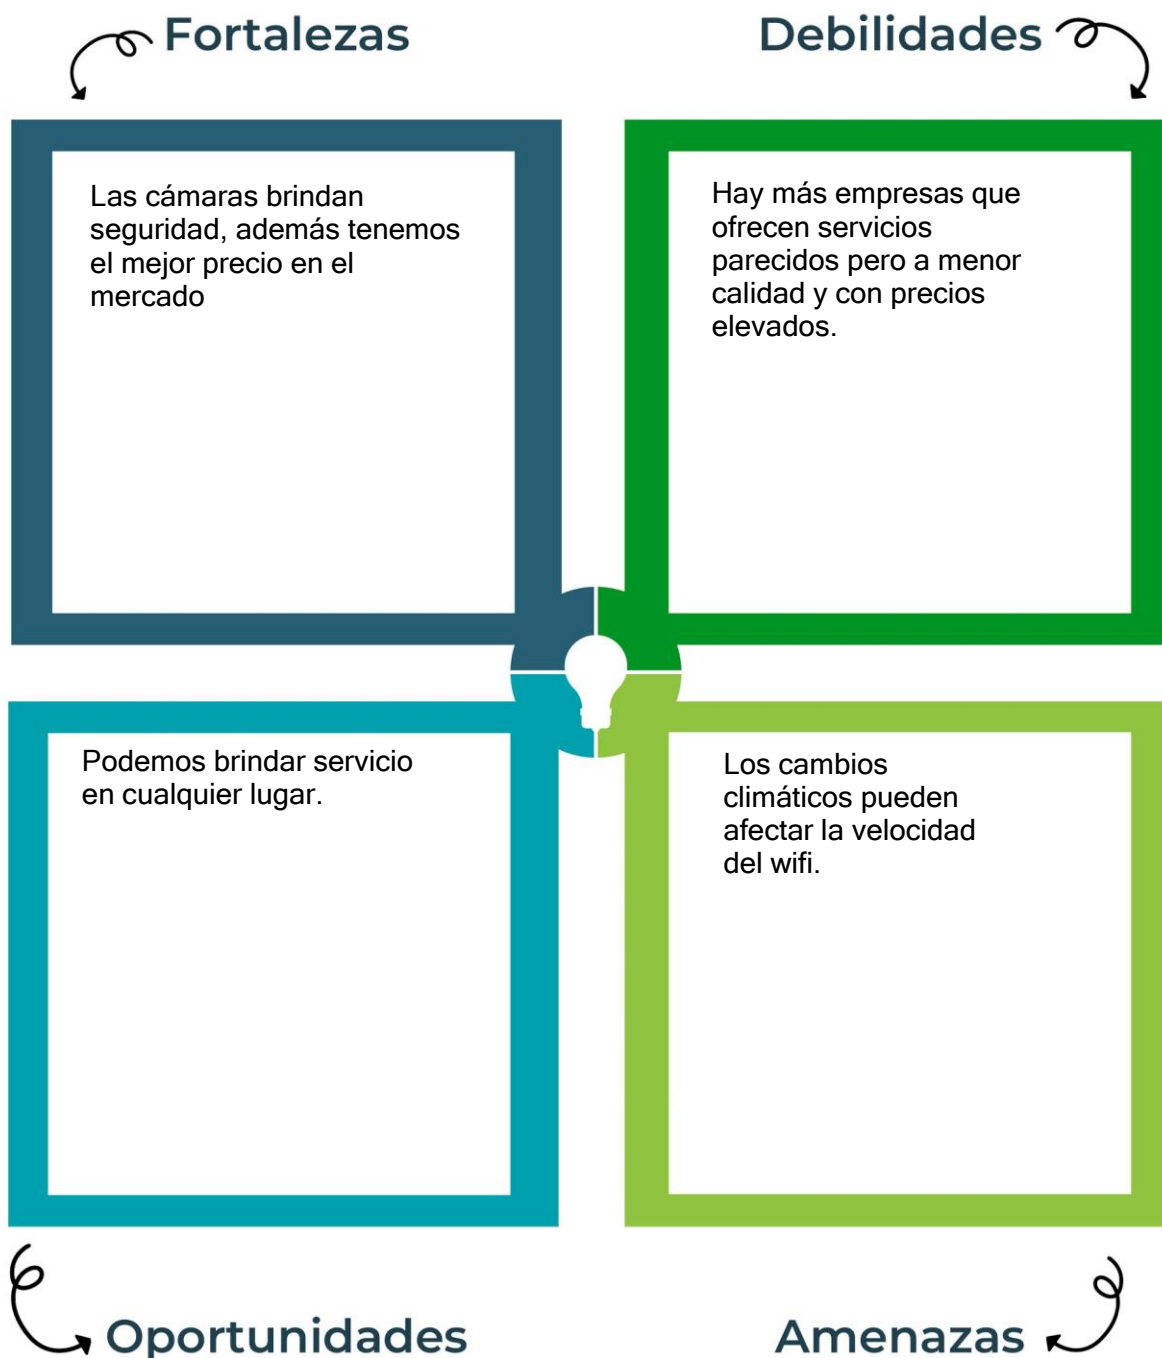 Fortalezas
Debilidades
Las cámaras brindan
seguridad, además tenemos
el mejor precio en el
mercado
Hay más empresas que
ofrecen servicios
parecidos pero a menor
calidad y con precios
elevados.
Podemos brindar servicio
en cualquier lugar.
Los cambios
climáticos pueden
afectar la velocidad
del wifi.
Oportunidades
Amenazas